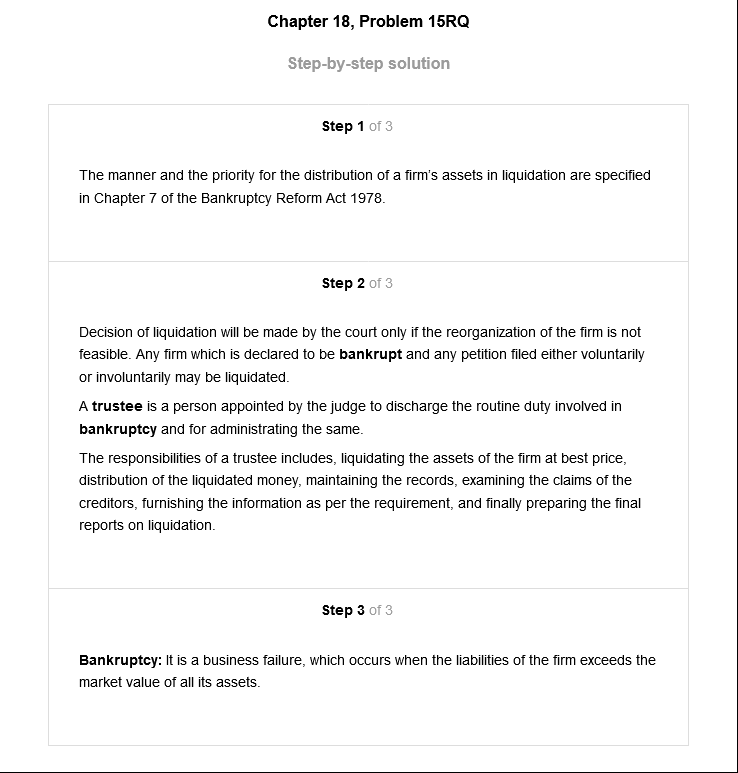 Chapter 18, Problem 15RQ
Step-by-step solution
Step 1 of 3
The manner and the priority for the distribution of a firm's assets in liquidation are specified
in Chapter 7 of the Bankruptcy Reform Act 1978.
Step 2 of 3
Decision of liquidation will be made by the court only if the reorganization of the firm is not
feasible. Any firm which is declared to be bankrupt and any petition filed either voluntarily
or involuntarily may be liquidated.
A trustee is a person appointed by the judge to discharge the routine duty involved in
bankruptcy and for administrating the same.
The responsibilities of a trustee includes, liquidating the assets of the firm at best price,
distribution of the liquidated money, maintaining the records, examining the claims of the
creditors, furnishing the information as per the requirement, and finally preparing the final
reports on liquidation.
Step 3 of 3
Bankruptcy: It is a business failure, which occurs when the liabilities of the firm exceeds the
market value of all its assets.